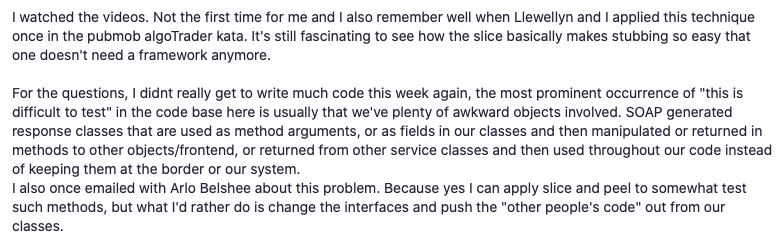 I watched the videos. Not the first time for me and I also remember well when Llewellyn and I applied this technique
once in the pubmob algoTrader kata. It's still fascinating to see how the slice basically makes stubbing so easy that
one doesn't need a framework anymore.
For the questions, I didnt really get to write much code this week again, the most prominent occurrence of "this is
difficult to test" in the code base here is usually that we've plenty of awkward objects involved. SOAP generated
response classes that are used as method arguments, or as fields in our classes and then manipulated or returned in
methods to other objects/frontend, or returned from other service classes and then used throughout our code instead
of keeping them at the border or our system.
I also once emailed with Arlo Belshee about this problem. Because yes I can apply slice and peel to somewhat test
such methods, but what I'd rather do is change the interfaces and push the "other people's code" out from our
classes.